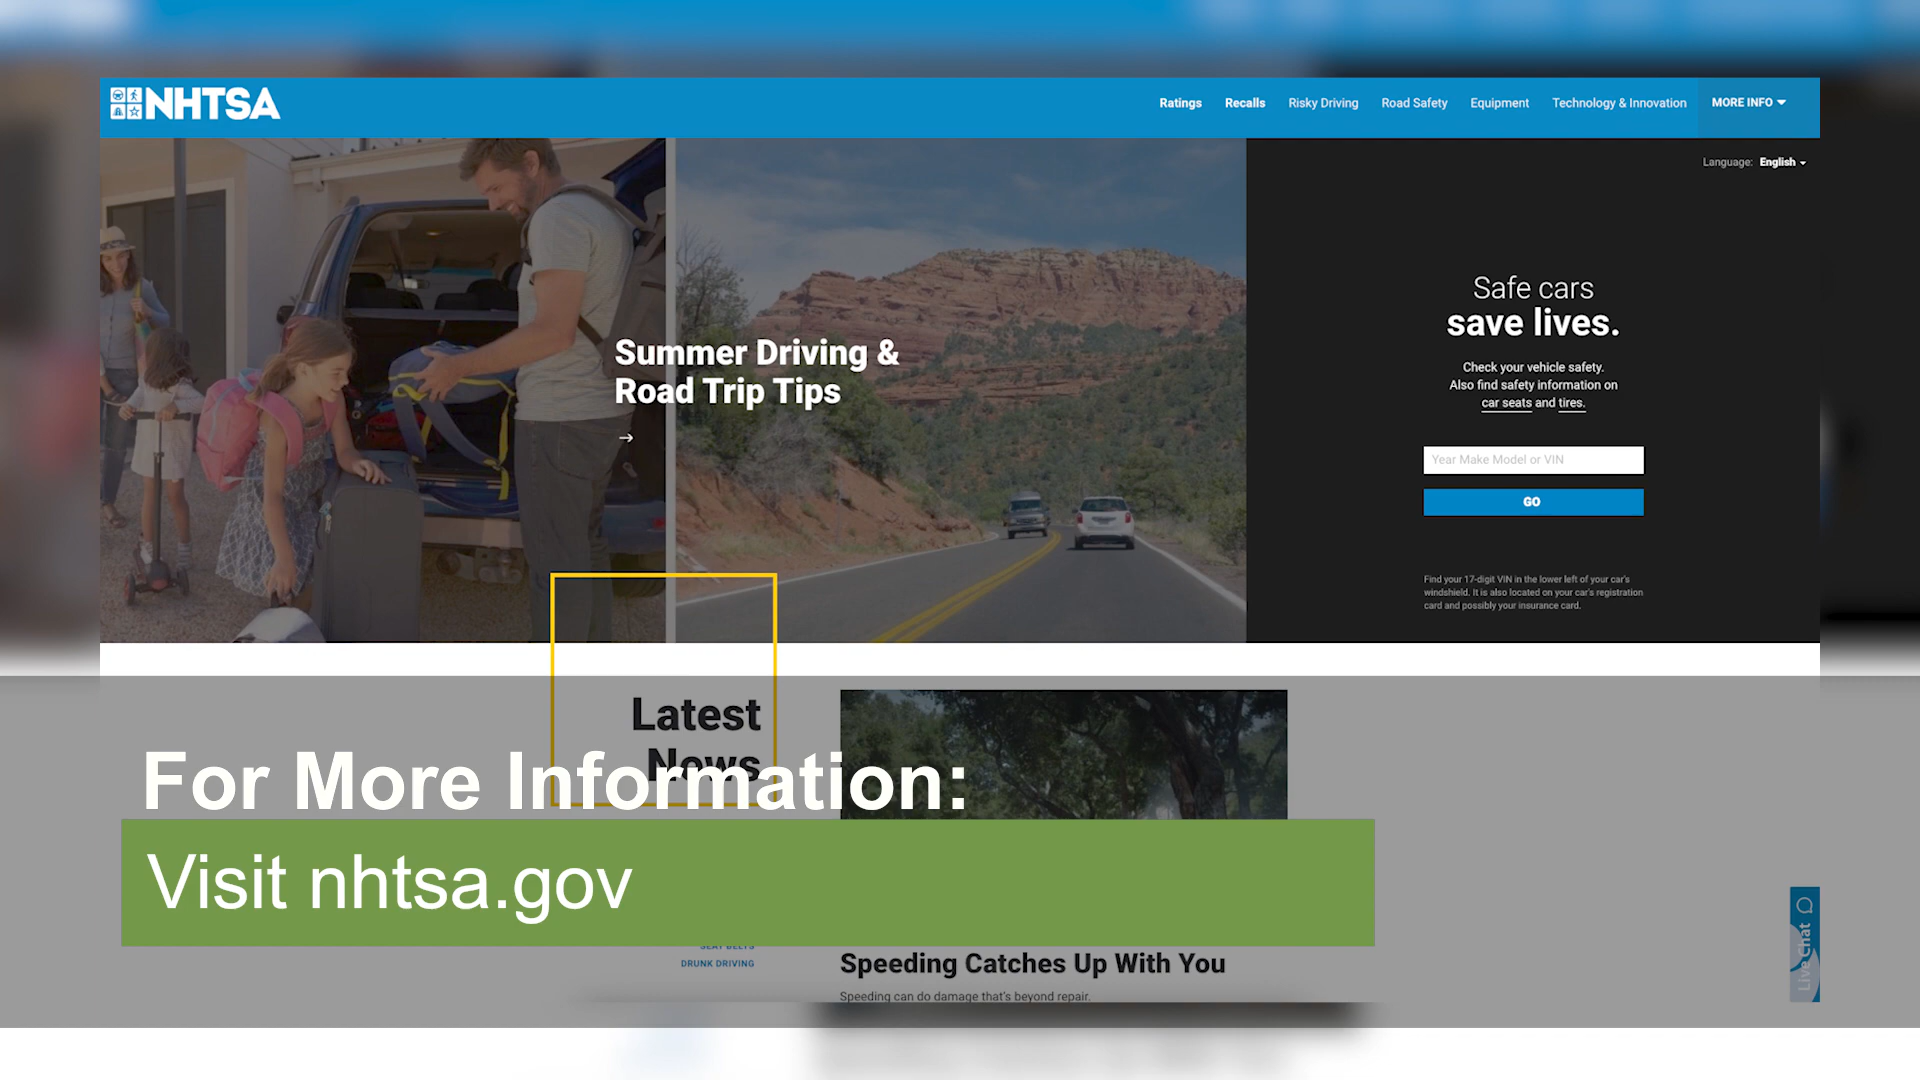 NHTSA
Ratings Recalls Risky Driving Road Safety Equipment Technology & Innovation MORE INFO
Language: English
Summer Driving &
Road Trip Tips
Safe cars
save lives.
Check your vehicle safety.
Also find safety information on
car seats and tires.
Year Make Model or VIN
GO
Find your 17-digit VIN in the lower left of your car's
windshield. It is also located on your car's registration
card and possibly your insurance card.
Latest
News
For More Information:
Visit nhtsa.gov
SEAT BELTS
DRUNK DRIVING
Speeding Catches Up With You
Speeding can do damage that's beyond repair.
Live Chat